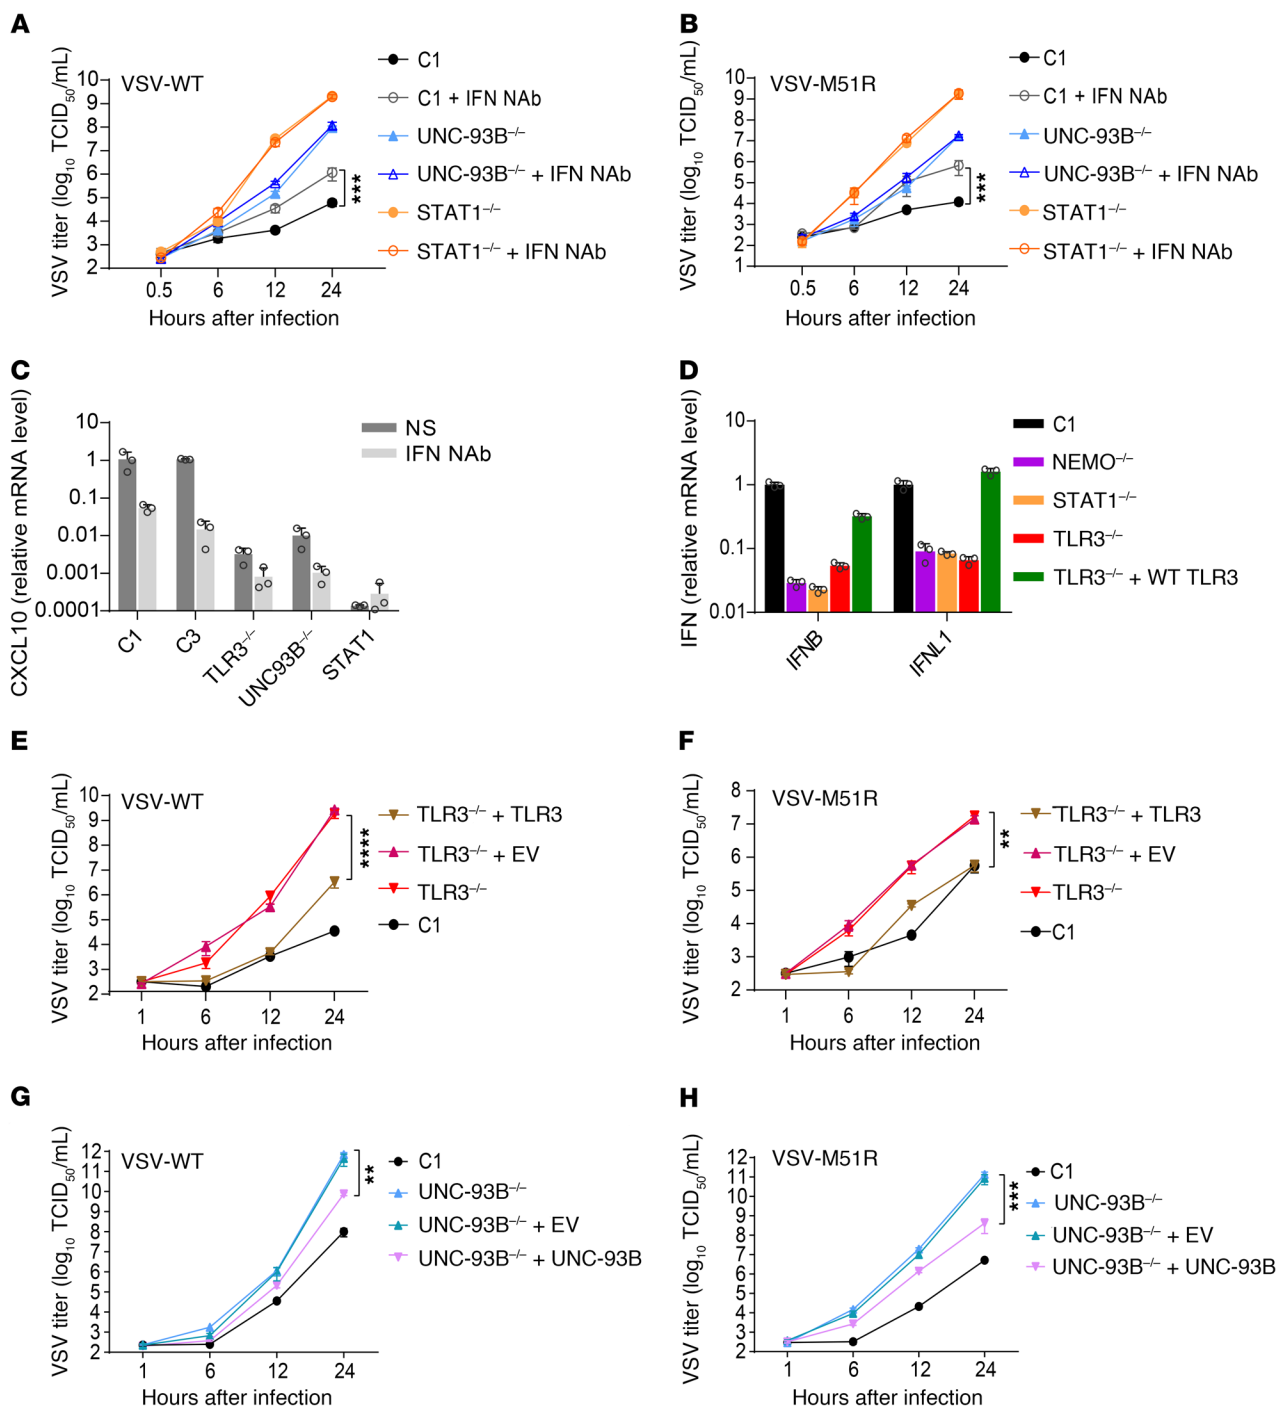 A
VSV titer (log10 TCID50/mL)
VSV-WT
10
9
8
7
6
5
4
3
2
0.5 6 12 24
Hours after infection
***
C1
C1 + IFN NAb
UNC-93B–/–
UNC-93B–/– + IFN NAb
STAT1–/–
STAT1–/– + IFN NAb
B
VSV titer (log10 TCID50/mL)
VSV-M51R
10
9
8
7
6
5
4
3
2
1
0.5 6 12 24
Hours after infection
***
C1
C1 + IFN NAb
UNC-93B–/–
UNC-93B–/– + IFN NAb
STAT1–/–
STAT1–/– + IFN NAb
C
CXCL10 (relative mRNA level)
10
1
0.1
0.01
0.001
0.0001
C1
C3
TLR3–/–
UNC93B–/–
STAT1
NS
IFN NAb
D
IFN (relative mRNA level)
10
1
0.1
0.01
IFNB
IFNL1
C1
NEMO–/–
STAT1–/–
TLR3–/–
TLR3–/– + WT TLR3
E
VSV titer (log10 TCID50/mL)
VSV-WT
10
9
8
7
6
5
4
3
2
1 6 12 24
Hours after infection
****
TLR3–/– + TLR3
TLR3–/– + EV
TLR3–/–
C1
F
VSV titer (log10 TCID50/mL)
VSV-M51R
8
7
6
5
4
3
2
1 6 12 24
Hours after infection
**
TLR3–/– + TLR3
TLR3–/– + EV
TLR3–/–
C1
G
VSV titer (log10 TCID50/mL)
VSV-WT
12
11
10
9
8
7
6
5
4
3
2
1 6 12 24
Hours after infection
**
C1
UNC-93B–/–
UNC-93B–/– + EV
UNC-93B–/– + UNC-93B
H
VSV titer (log10 TCID50/mL)
VSV-M51R
12
11
10
9
8
7
6
5
4
3
2
1 6 12 24
Hours after infection
***
C1
UNC-93B–/–
UNC-93B–/– + EV
UNC-93B–/– + UNC-93B